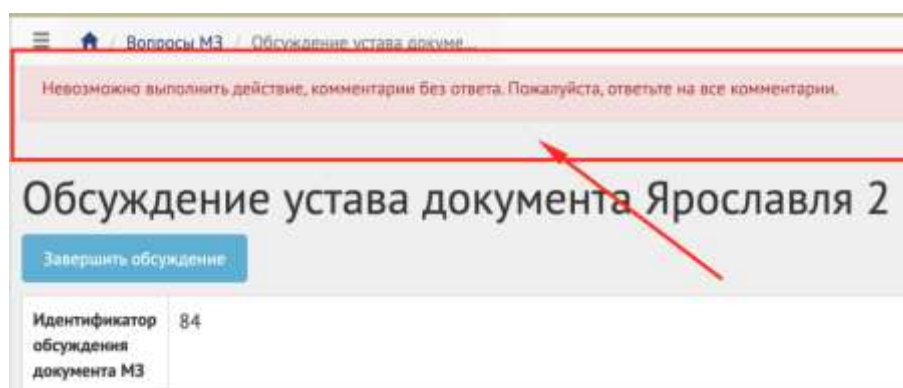 / Вопросы МЗ / Обсуждение устава докуме...
Невозможно выполнить действие, комментарии без ответа. Пожалуйста, ответьте на все комментарии.
Обсуждение устава документа Ярославля 2
Завершить обсуждение
Идентификатор 84
обсуждения
документа МЗ